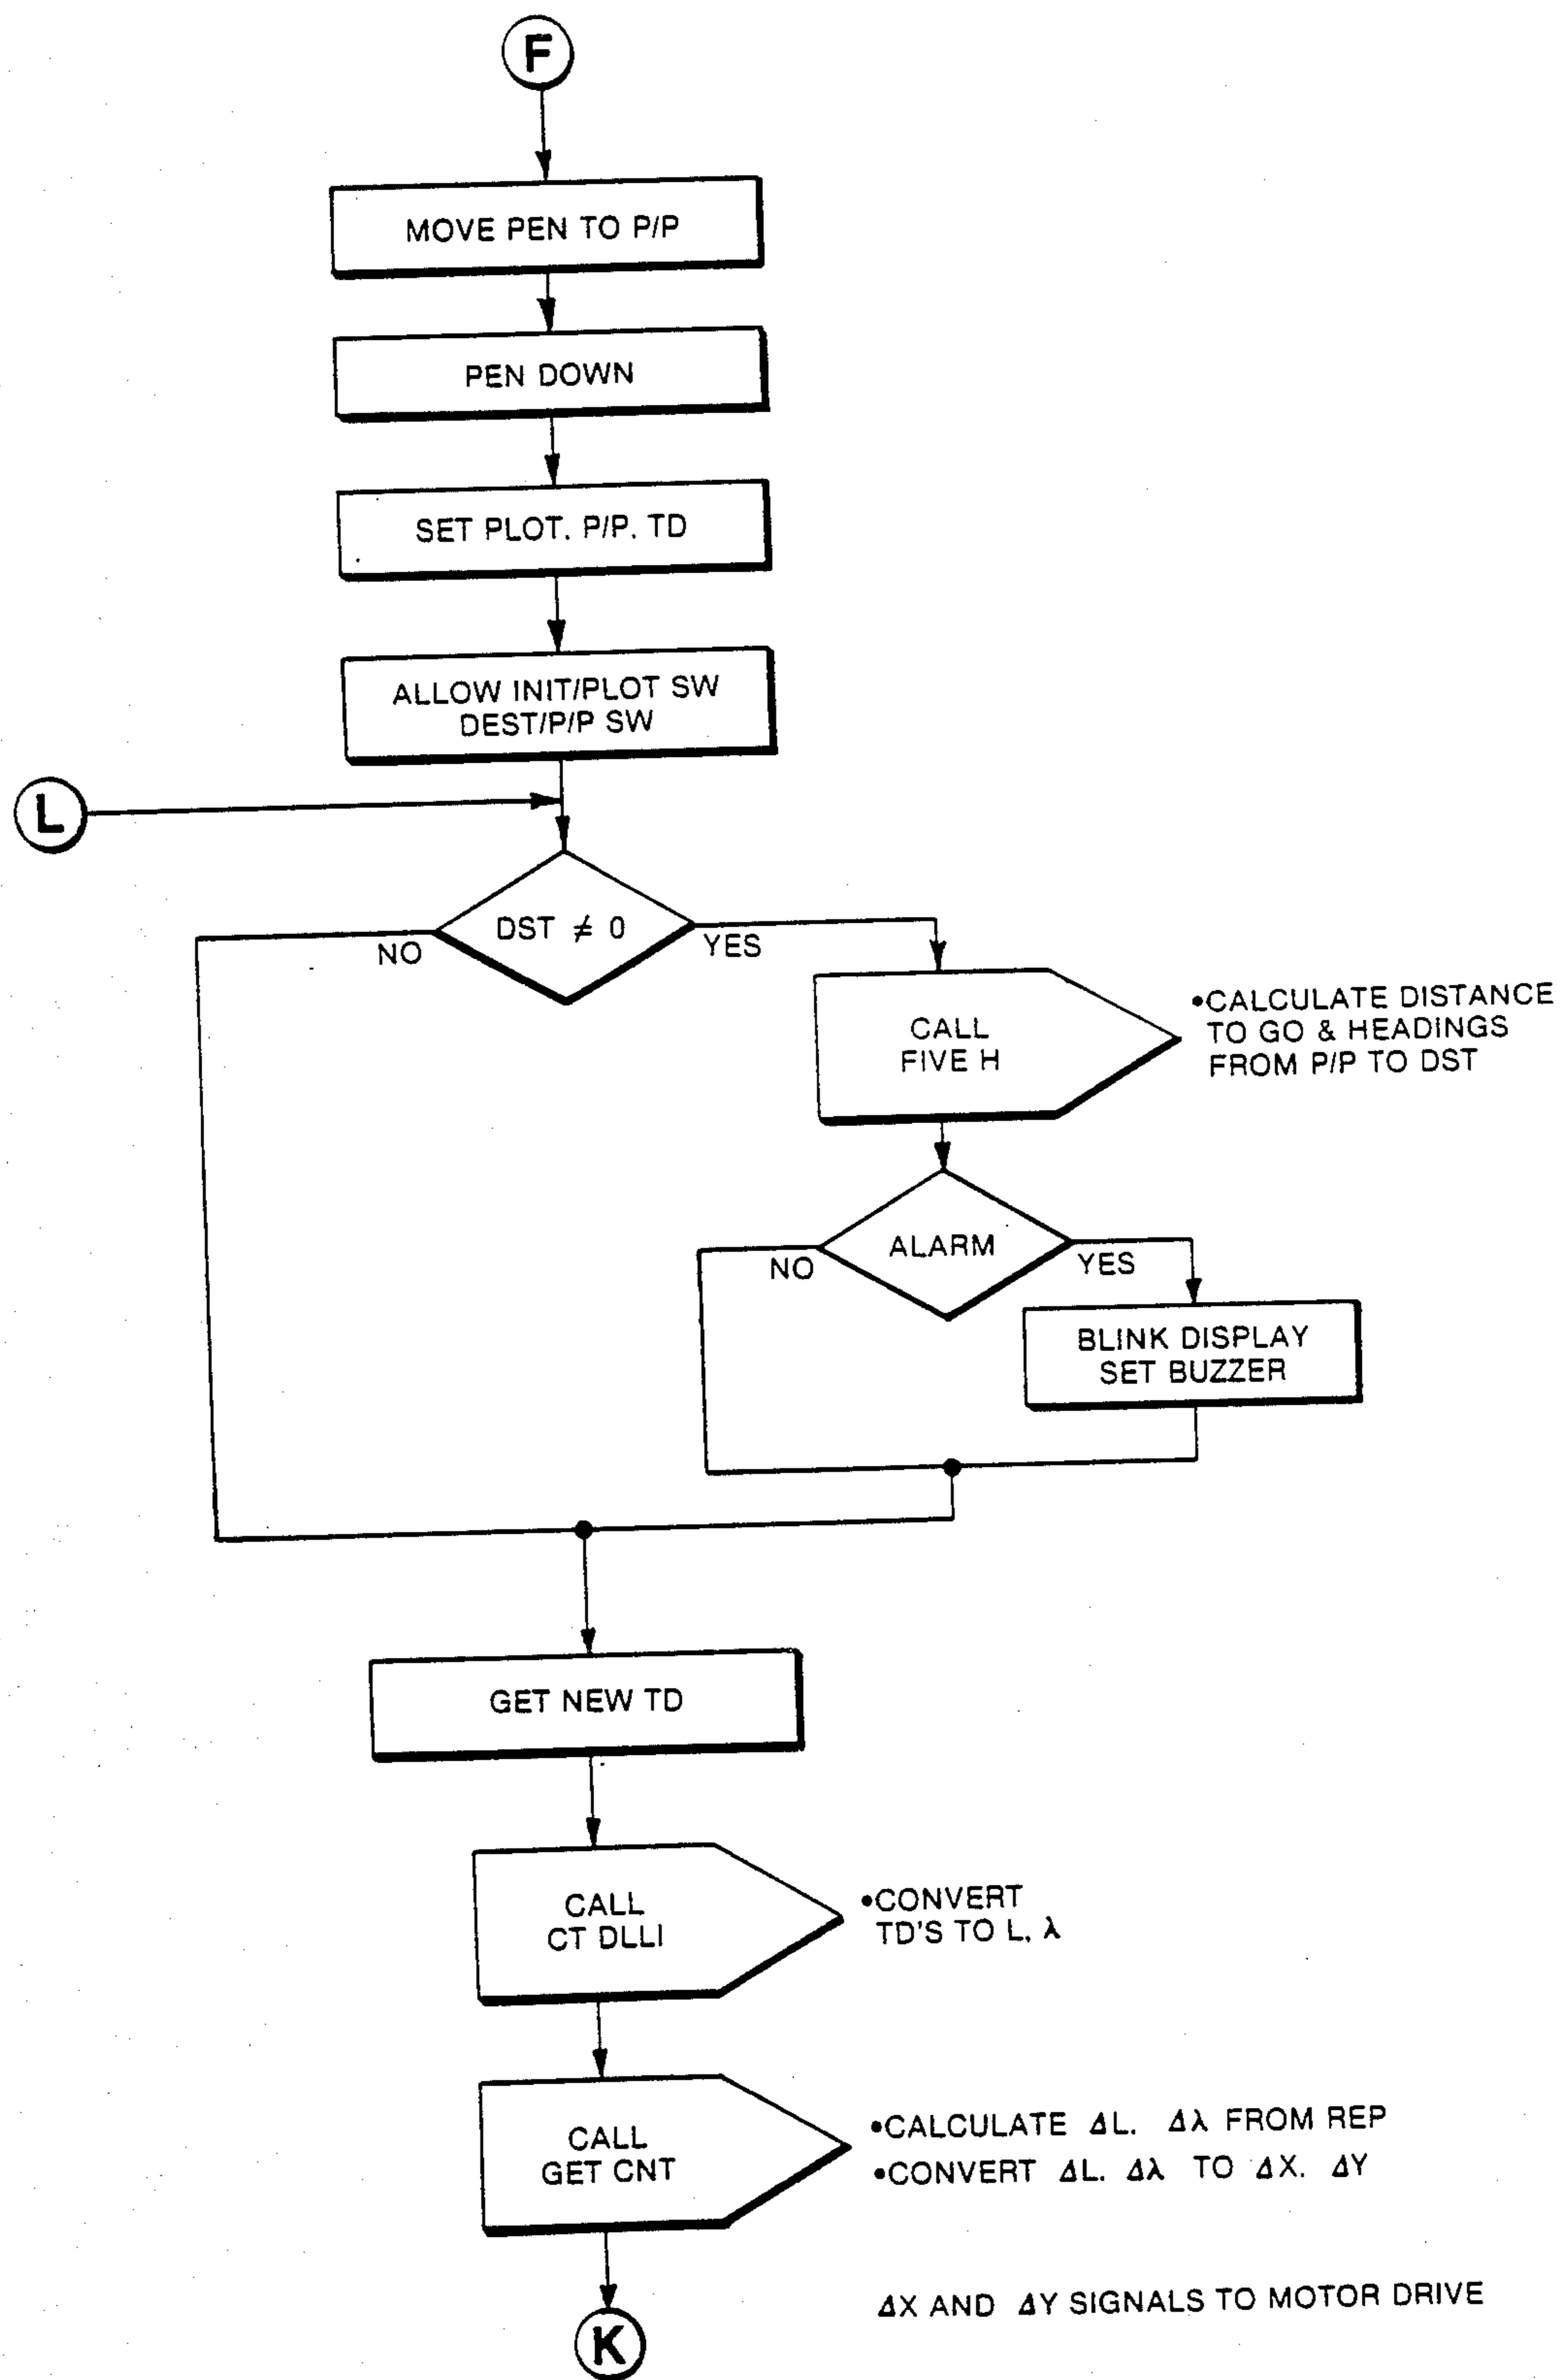 F
MOVE PEN TO P/P
PEN DOWN
SET PLOT. P/P. TD
ALLOW INIT/PLOT SW
DEST/P/P SW
L
DST ≠ 0
NO
YES
CALL
FIVE H
•CALCULATE DISTANCE
TO GO & HEADINGS
FROM P/P TO DST
ALARM
NO
YES
BLINK DISPLAY
SET BUZZER
GET NEW TD
CALL
CT DLLI
•CONVERT
TD'S TO L. λ
CALL
GET CNT
•CALCULATE ΔL. Δλ FROM REP
•CONVERT ΔL. Δλ TO ΔX. ΔY
ΔX AND ΔY SIGNALS TO MOTOR DRIVE
K